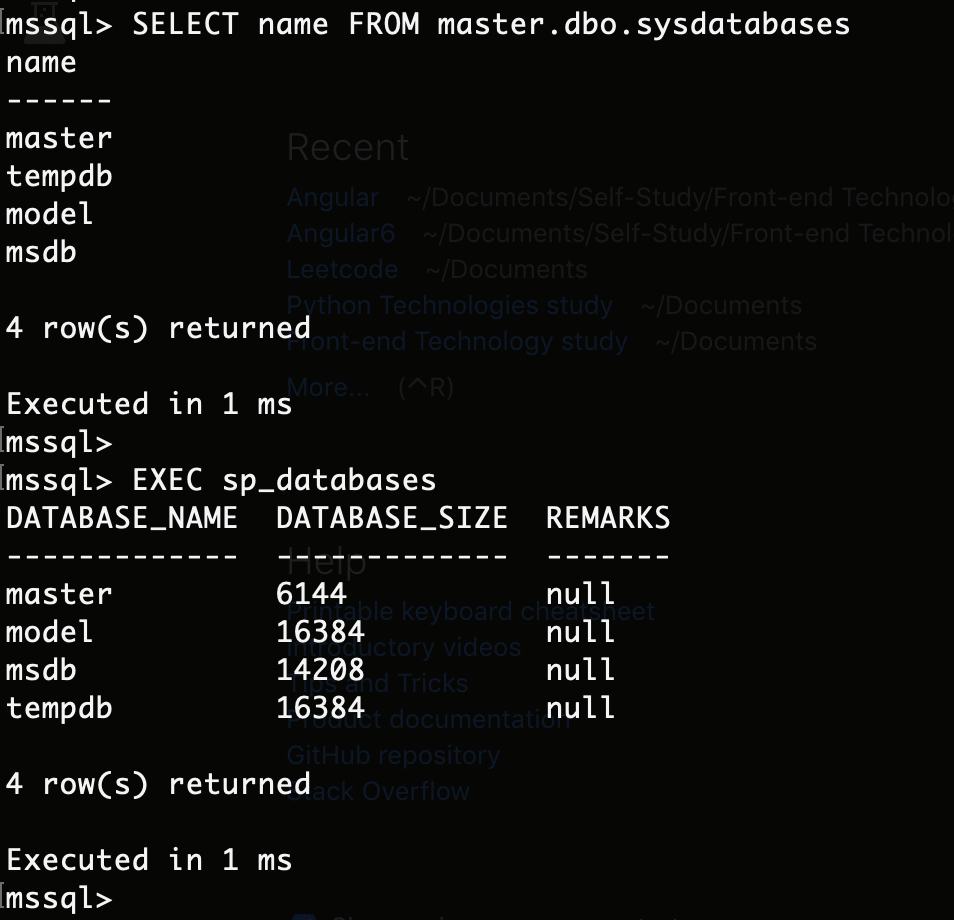 mssql> SELECT name FROM master.dbo.sysdatabases
name
------
master
tempdb
model
msdb
4 row(s) returned
Executed in 1 ms
mssql>
mssql> EXEC sp_databases
DATABASE_NAME  DATABASE_SIZE  REMARKS
-------------  -------------  -------
master         6144           null
model          16384          null
msdb           14208          null
tempdb         16384          null
4 row(s) returned
Executed in 1 ms
mssql>
Recent
Angular ~/Documents/Self-Study/Front-end Technolo
Angular6 ~/Documents/Self-Study/Front-end Technol
Leetcode ~/Documents
Python Technologies study ~/Documents
Front-end Technology study ~/Documents
More... (^R)
Help
Printable keyboard cheatsheet
Introductory videos
Tips and Tricks
Product documentation
GitHub repository
Stack Overflow